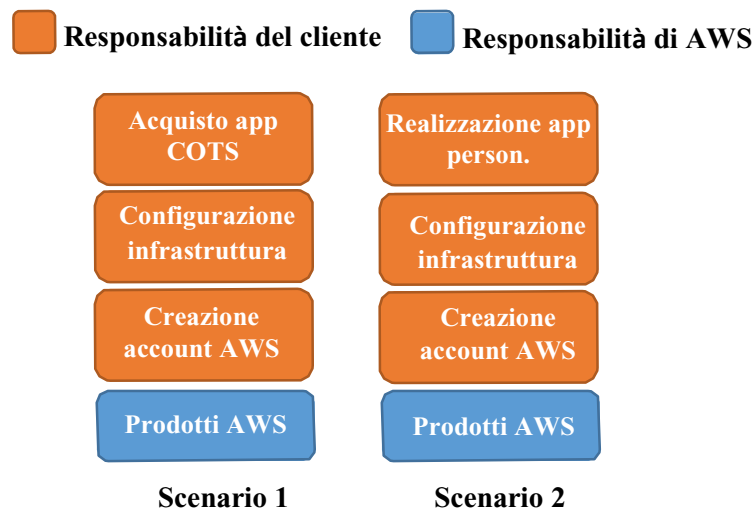 Responsabilità del cliente
Responsabilità di AWS
Acquisto app
COTS
Configurazione
infrastruttura
Creazione
account AWS
Prodotti AWS
Scenario 1
Realizzazione app
person.
Configurazione
infrastruttura
Creazione
account AWS
Prodotti AWS
Scenario 2